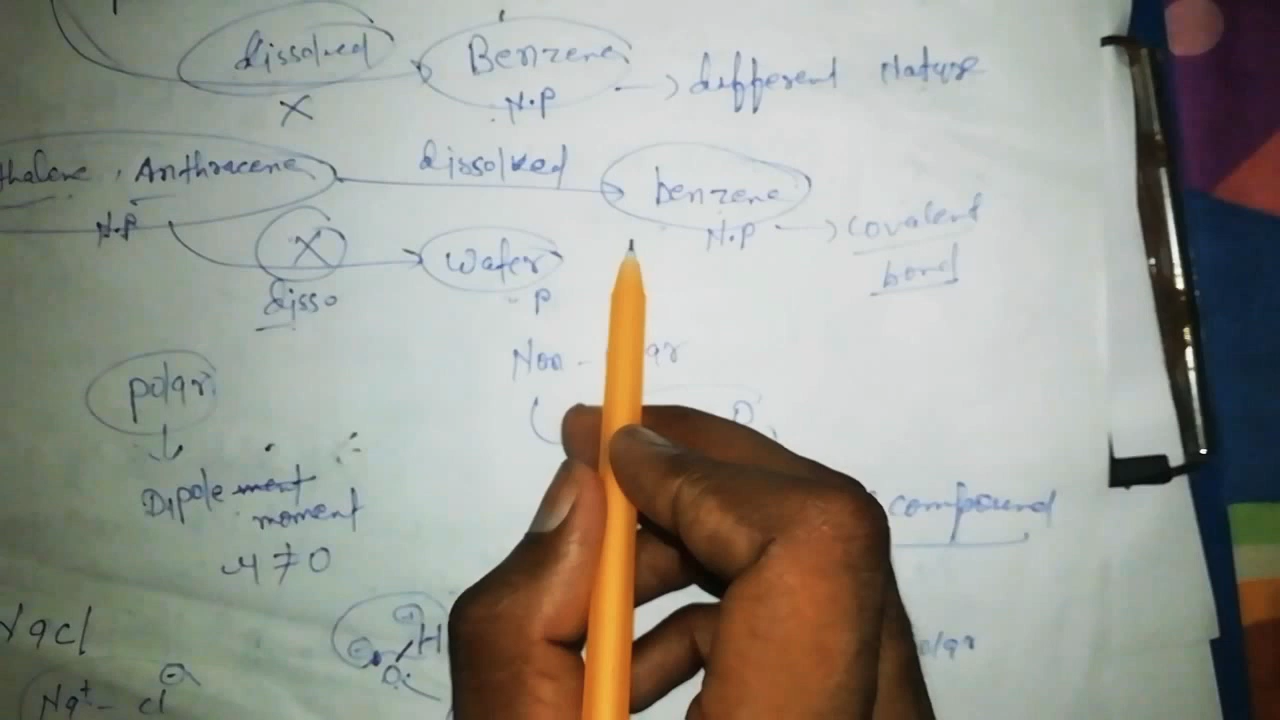 dissolved Benzene
X N.P → different Nature
thalene, Anthracene dissolved benzene
N.P N.P → covalent
X water bond
disso P
polar Non-
Dipole ment
moment
μ ≠ 0 compound
NaCl H
Na+ - Cl